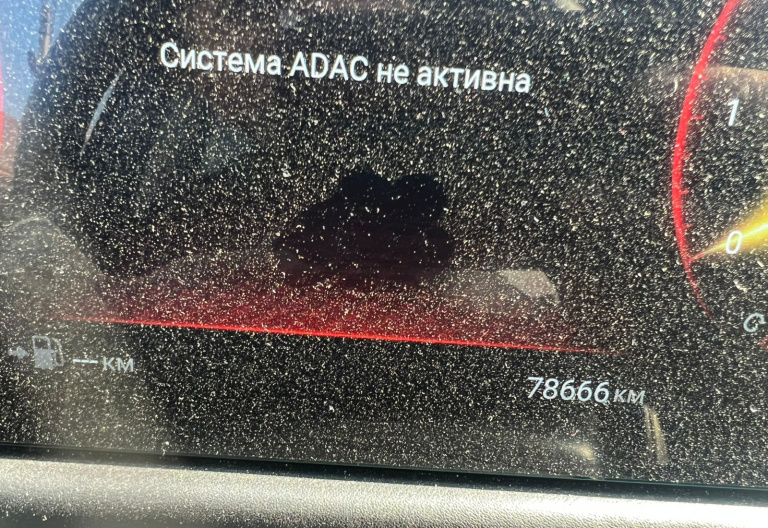 Система ADAC не активна
1
0
— км
78666 км